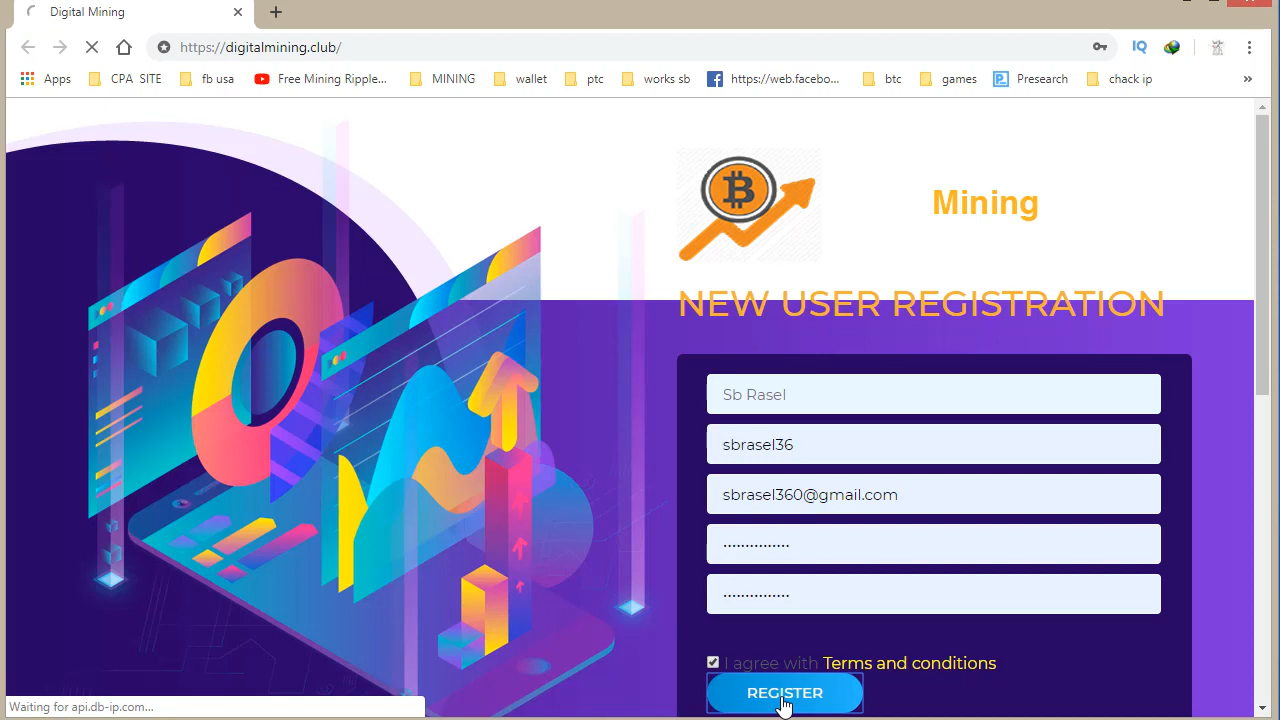 Digital Mining
https://digitalmining.club/
IQ
Apps CPA SITE fb usa Free Mining Ripple... MINING wallet ptc works sb https://web.facebo... btc games Presearch chack ip »
Mining
NEW USER REGISTRATION
Sb Rasel
sbrasel36
sbrasel360@gmail.com
...............
...............
I agree with Terms and conditions
REGISTER
Waiting for api.db-ip.com...